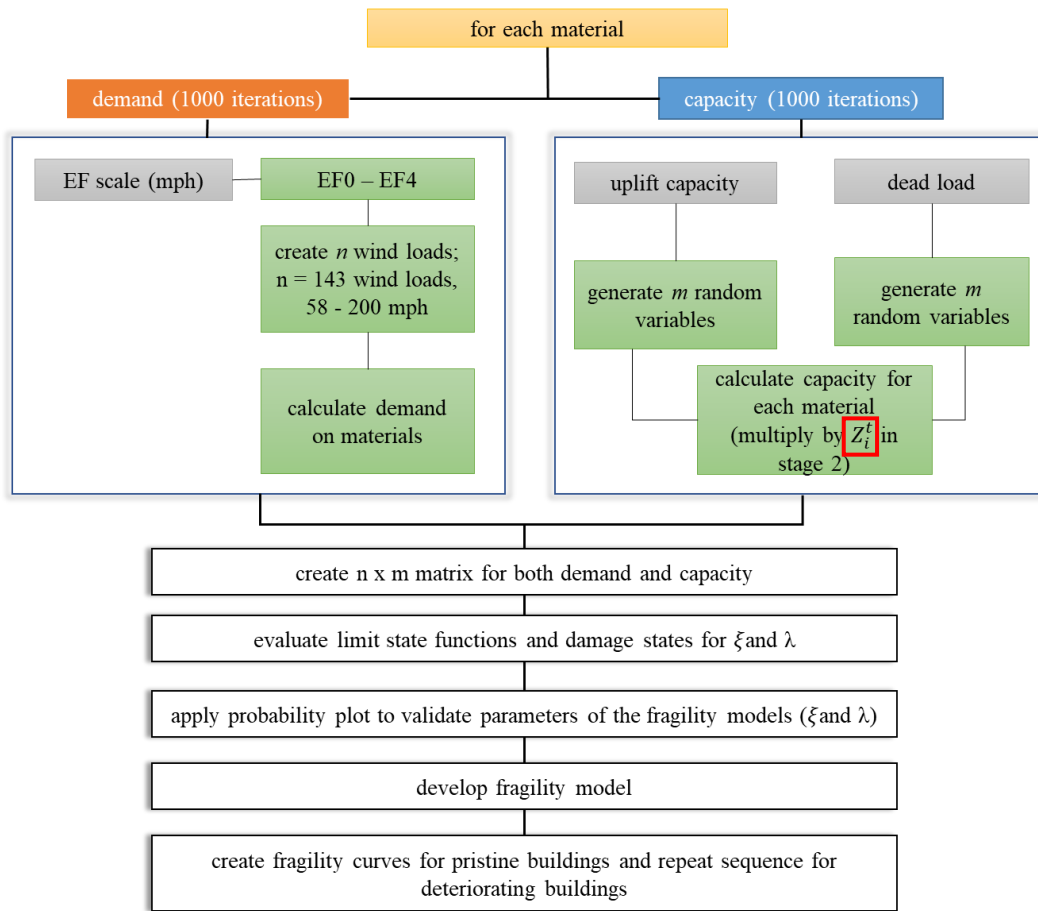 for each material
demand (1000 iterations)
capacity (1000 iterations)
EF scale (mph)
EF0 – EF4
create n wind loads;
n = 143 wind loads,
58 - 200 mph
calculate demand
on materials
uplift capacity
dead load
generate m random
variables
generate m
random variables
calculate capacity for
each material
(multiply by Z_i^t in
stage 2)
create n x m matrix for both demand and capacity
evaluate limit state functions and damage states for ξ and λ
apply probability plot to validate parameters of the fragility models (ξ and λ)
develop fragility model
create fragility curves for pristine buildings and repeat sequence for
deteriorating buildings